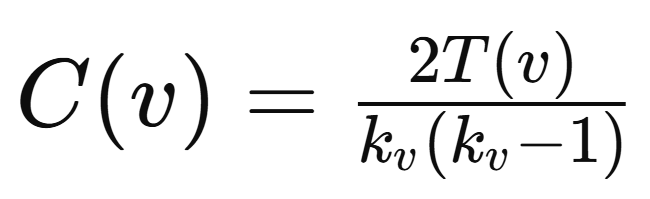 C(v) = 2T(v) / k_v(k_v−1)